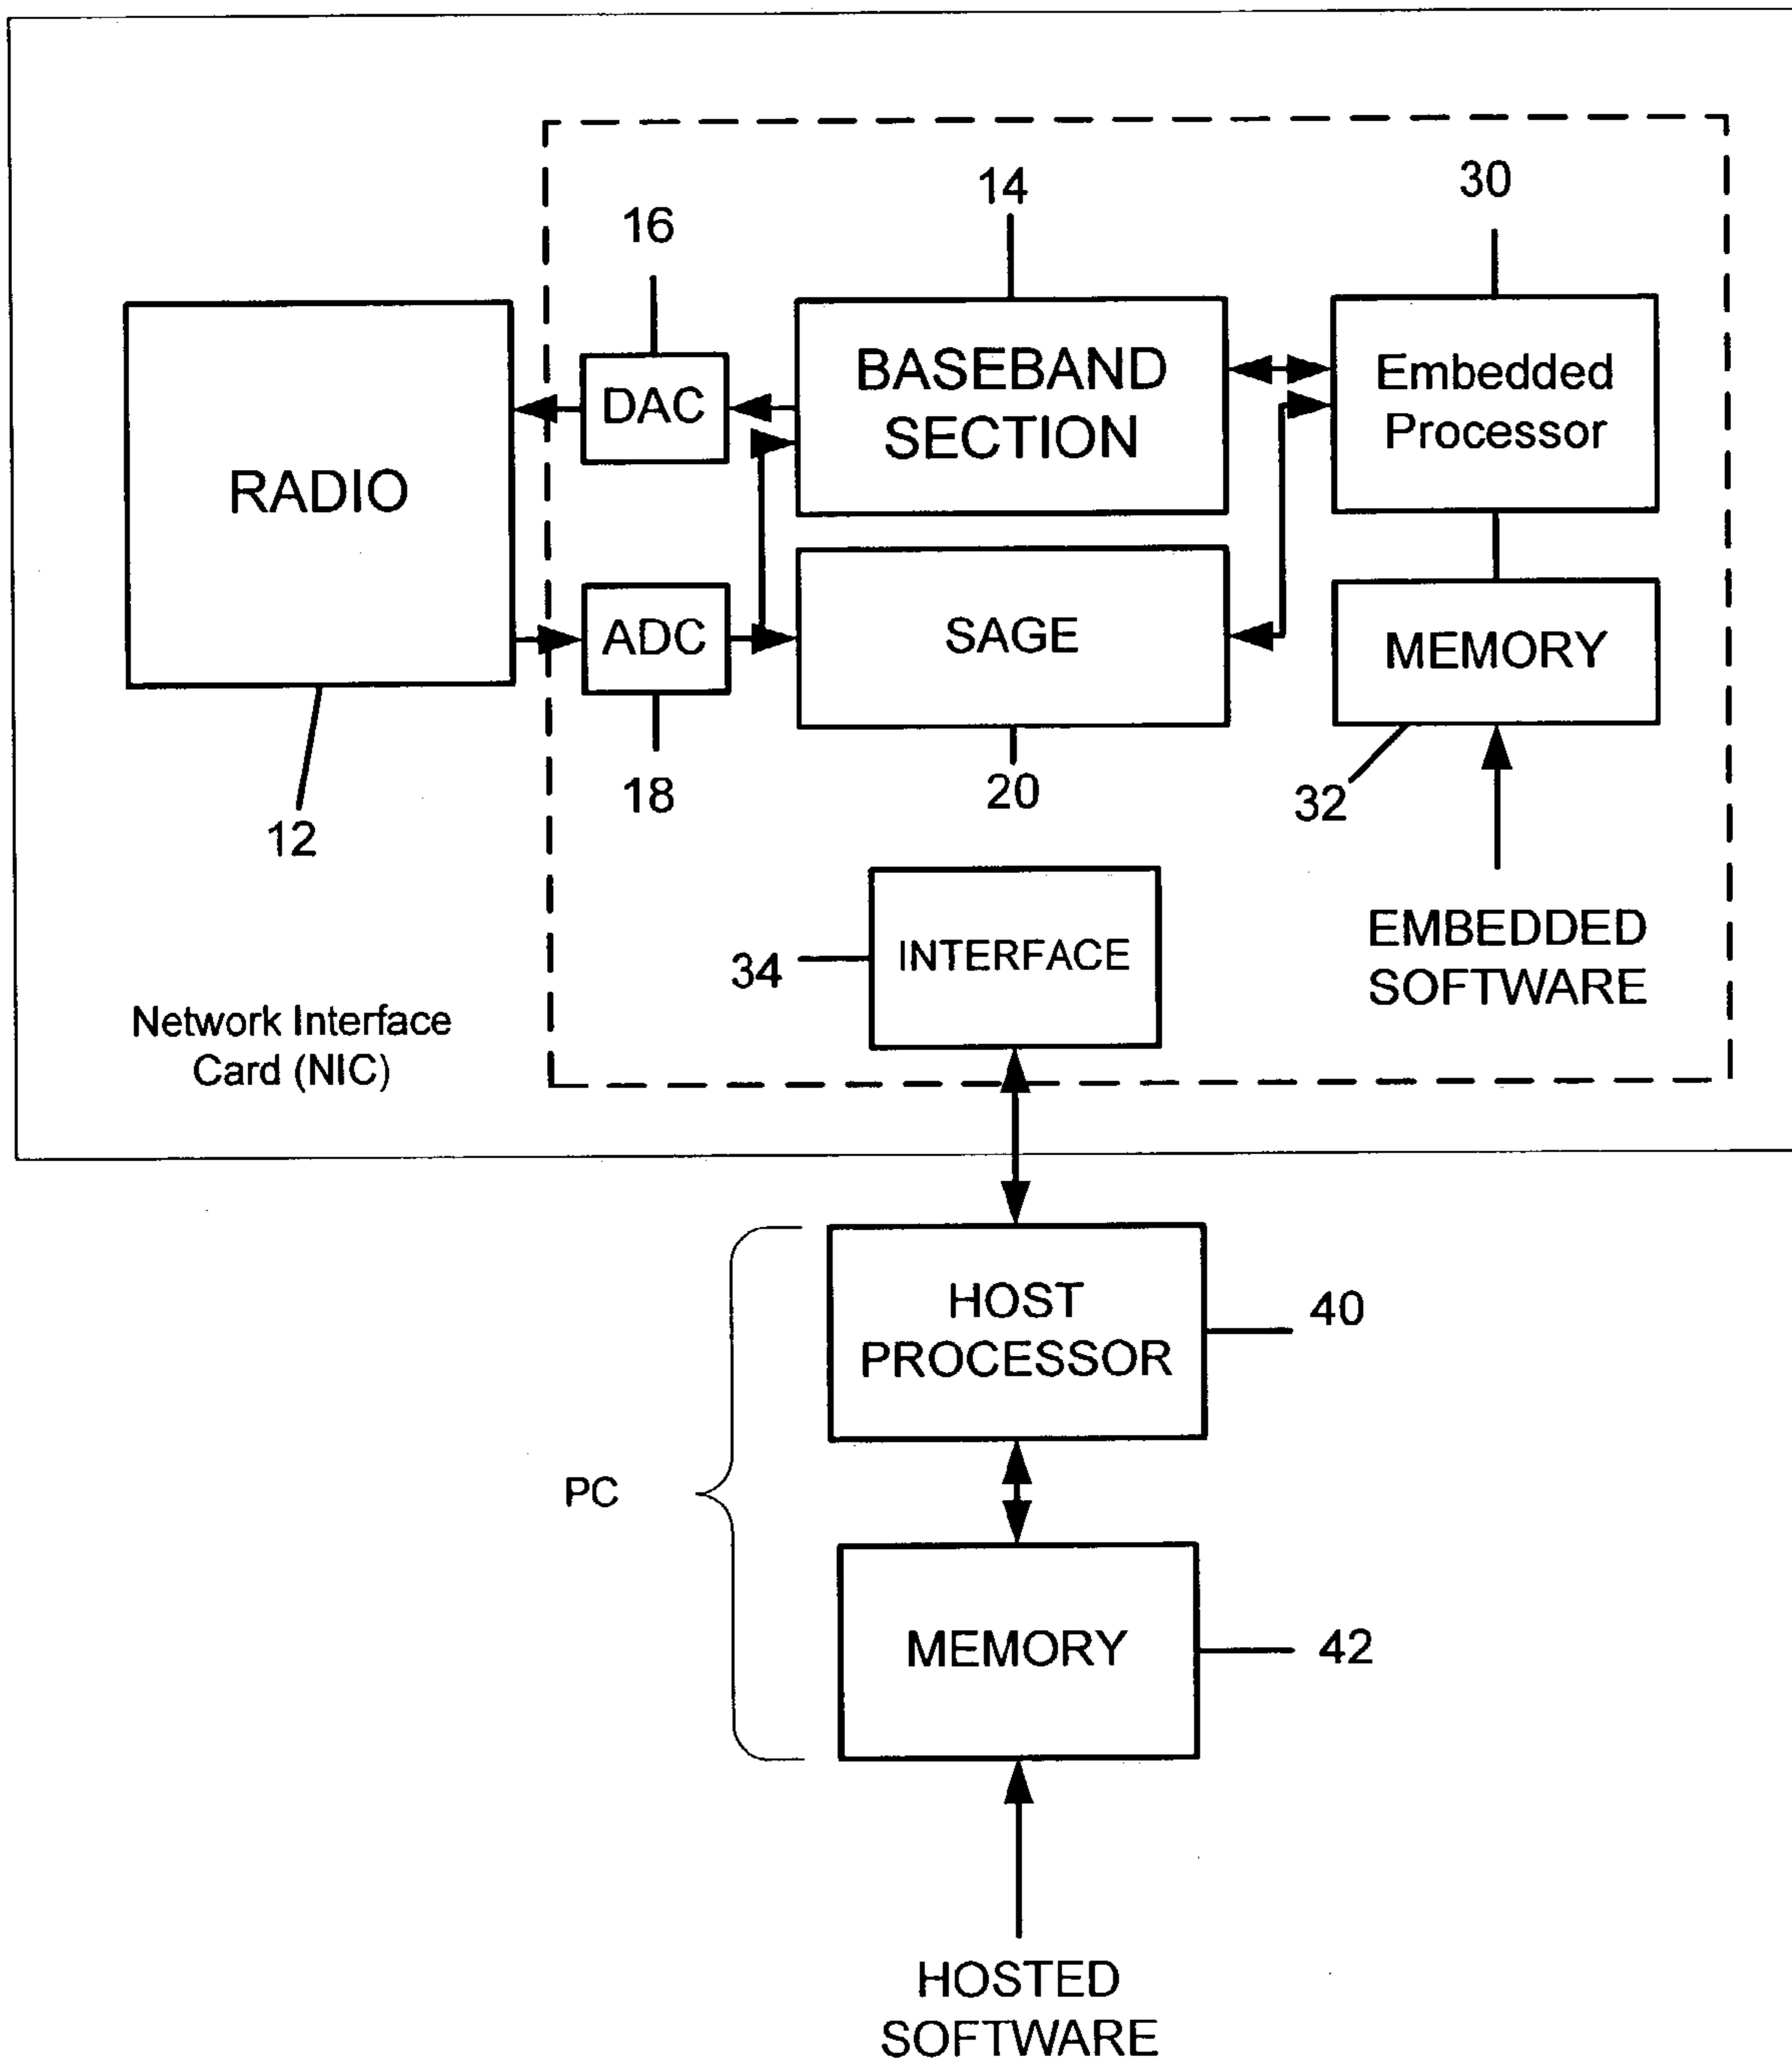 14
30
16
BASEBAND
SECTION
Embedded
Processor
DAC
RADIO
ADC
SAGE
MEMORY
18
20
32
12
INTERFACE
34
EMBEDDED
SOFTWARE
Network Interface
Card (NIC)
HOST
PROCESSOR
40
PC
MEMORY
42
HOSTED
SOFTWARE